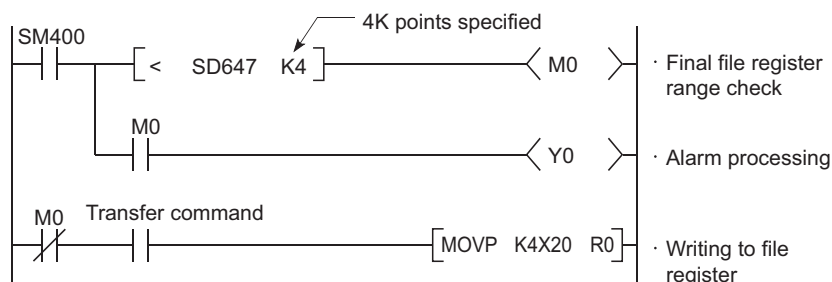 4K points specified
SM400
< SD647 K4 M0 · Final file register
range check
M0
Y0 · Alarm processing
M0 Transfer command
MOVP K4X20 R0 · Writing to file
register